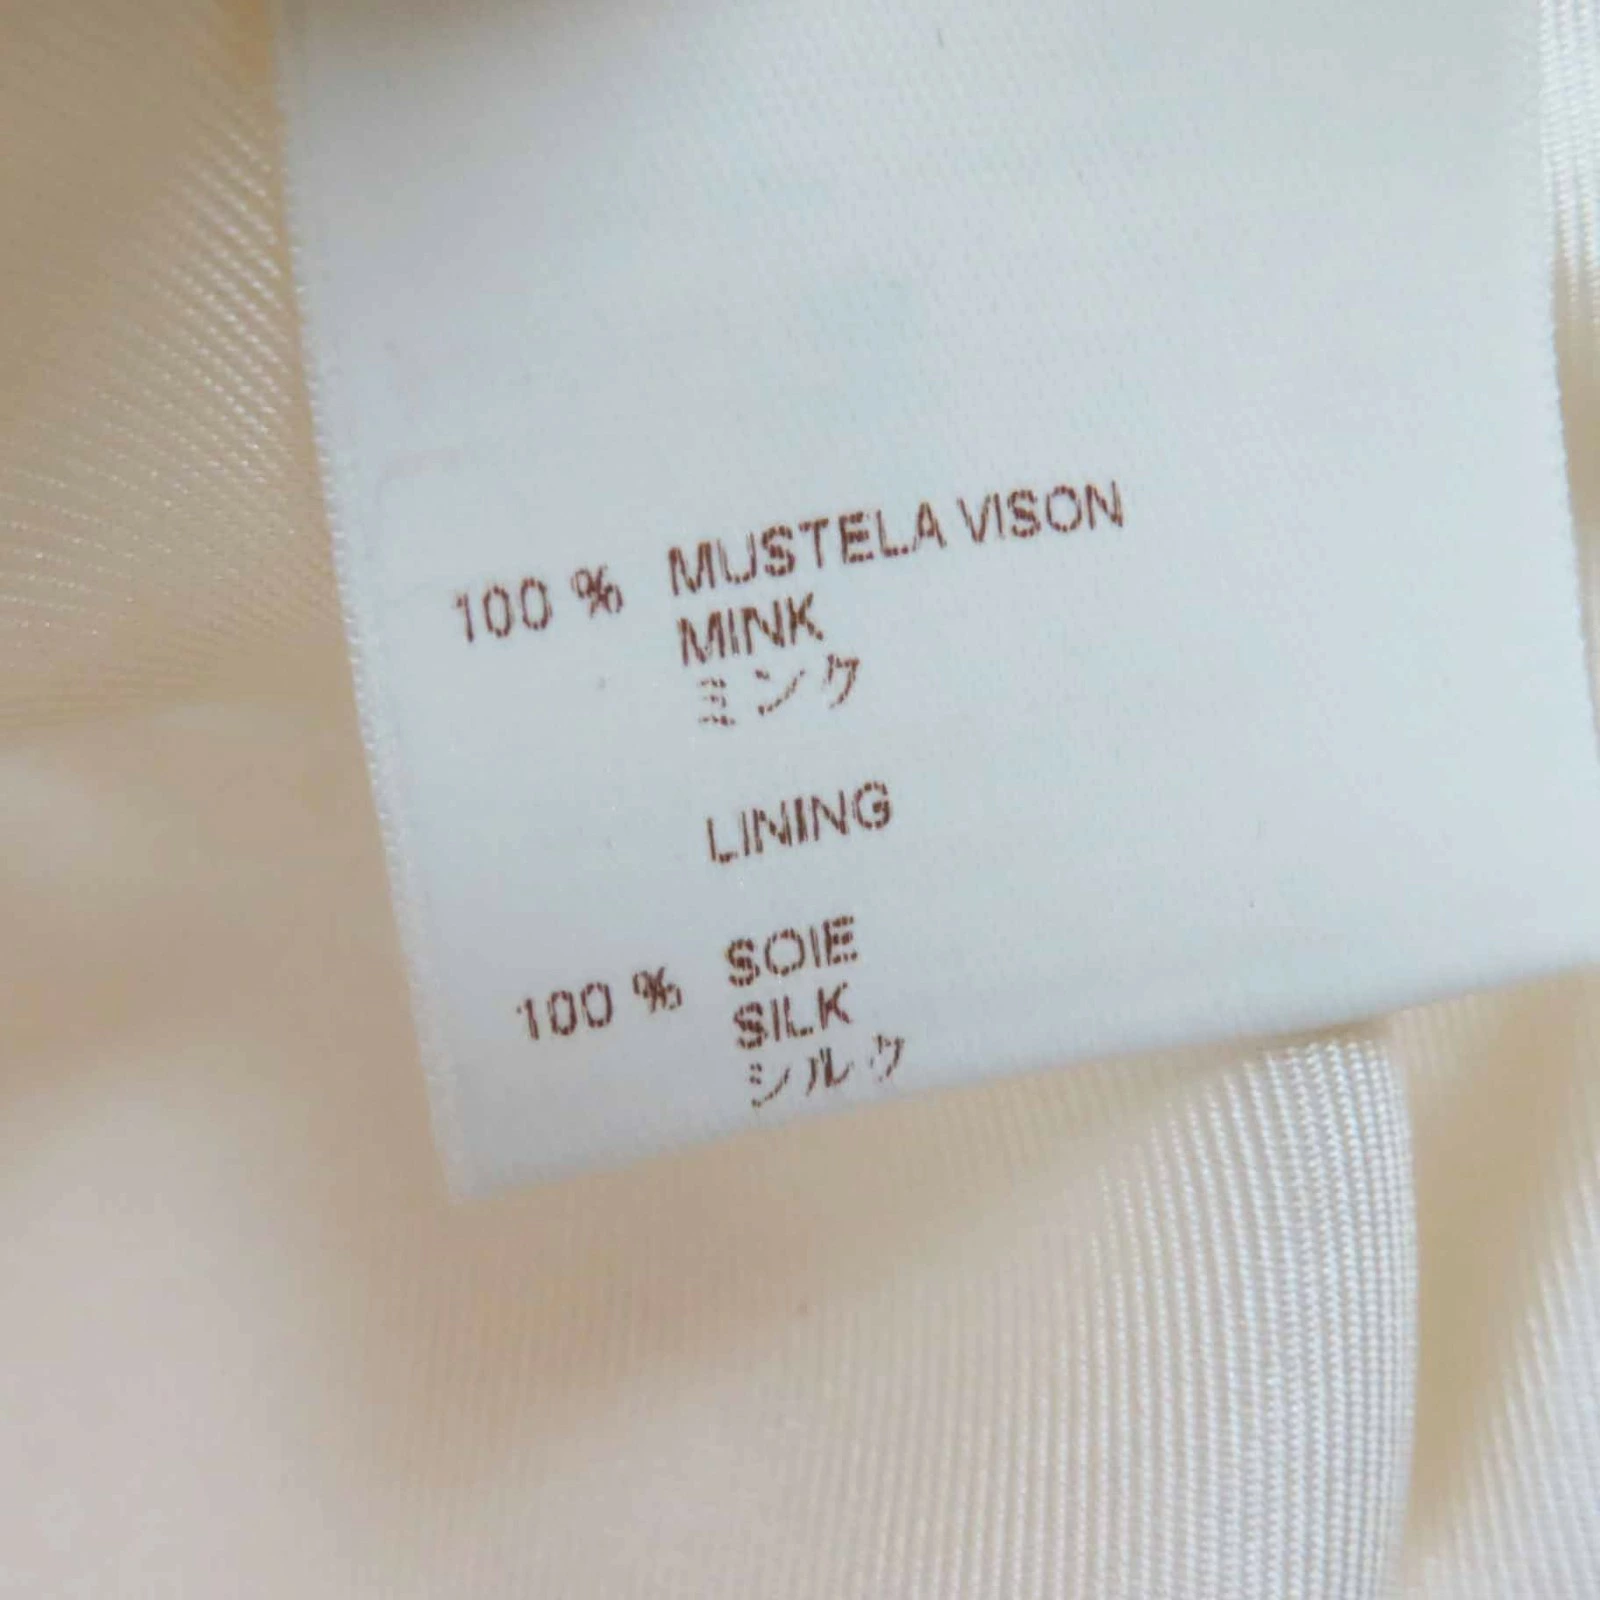 100 % MUSTELA VISON
MINK
ミンク
LINING
100 % SOIE
SILK
シルク